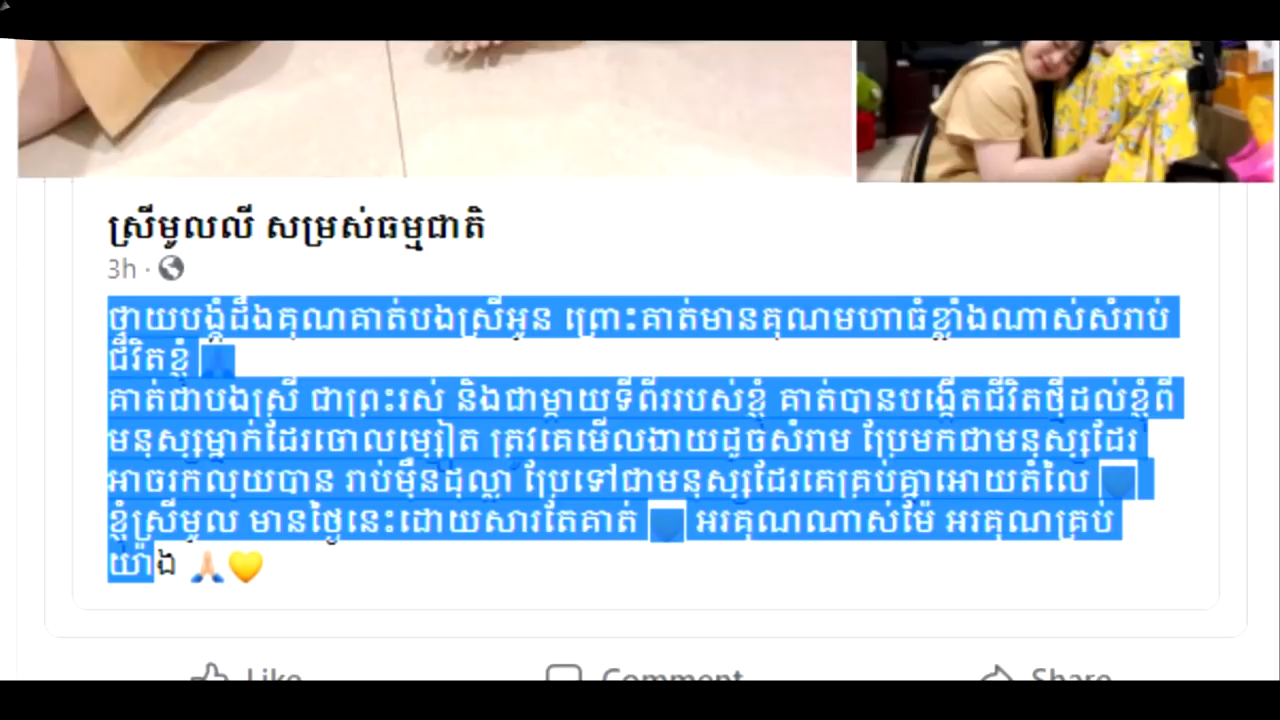 ស្រីមូលលី សម្រស់ធម្មជាតិ
3h ·
ថ្វាយបង្គំដឹងគុណគាត់បងស្រីអូន ព្រោះគាត់មានគុណមហាធំខ្លាំងណាស់សំរាប់
ជីវិតខ្ញុំ 🙏
គាត់ជាបងស្រី ជាព្រះរស់ និងជាម្តាយទីពីររបស់ខ្ញុំ គាត់បានបង្កើតជីវិតថ្មីដល់ខ្ញុំពី
មនុស្សម្នាក់ដែរចោលម្សៀត ត្រូវគេមើលងាយដូចសំរាម ប្រែមកជាមនុស្សដែរ
អាចរកលុយបាន រាប់ម៉ឺនដុល្លា ប្រែទៅជាមនុស្សដែរគេគ្រប់គ្នាអោយតំលៃ
ខ្ញុំស្រីមូល មានថ្ងៃនេះដោយសារតែគាត់ អរគុណណាស់ម៉ែ អរគុណគ្រប់
យ៉ាង 🙏🏻💛
Like Comment Share